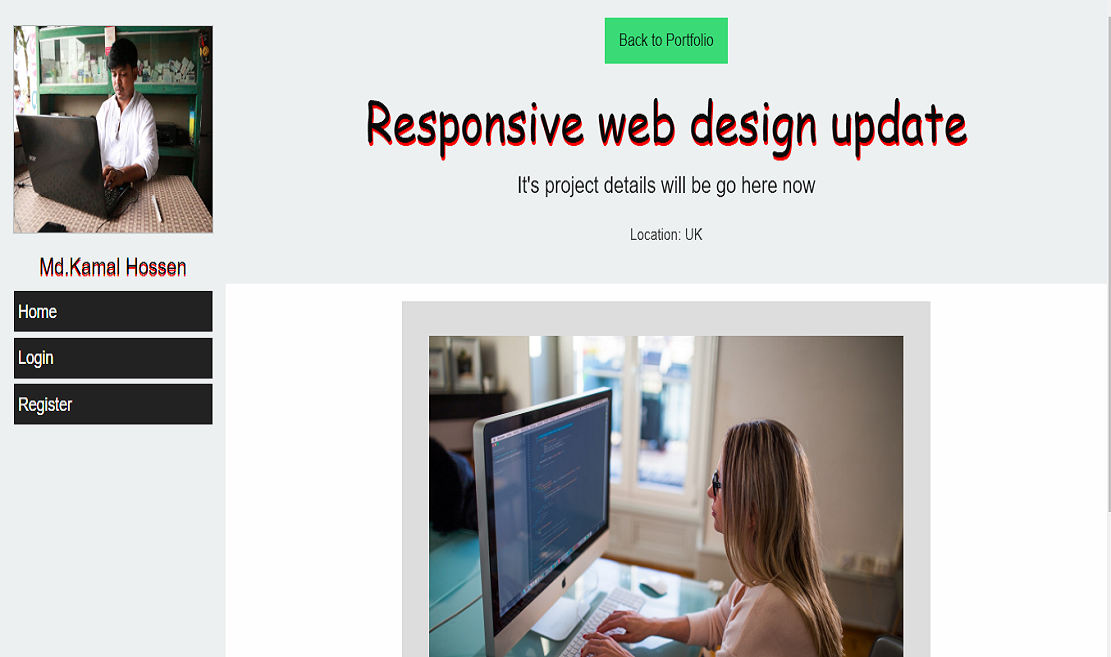 Back to Portfolio
Responsive web design update
It's project details will be go here now
Location: UK
Md.Kamal Hossen
Home
Login
Register